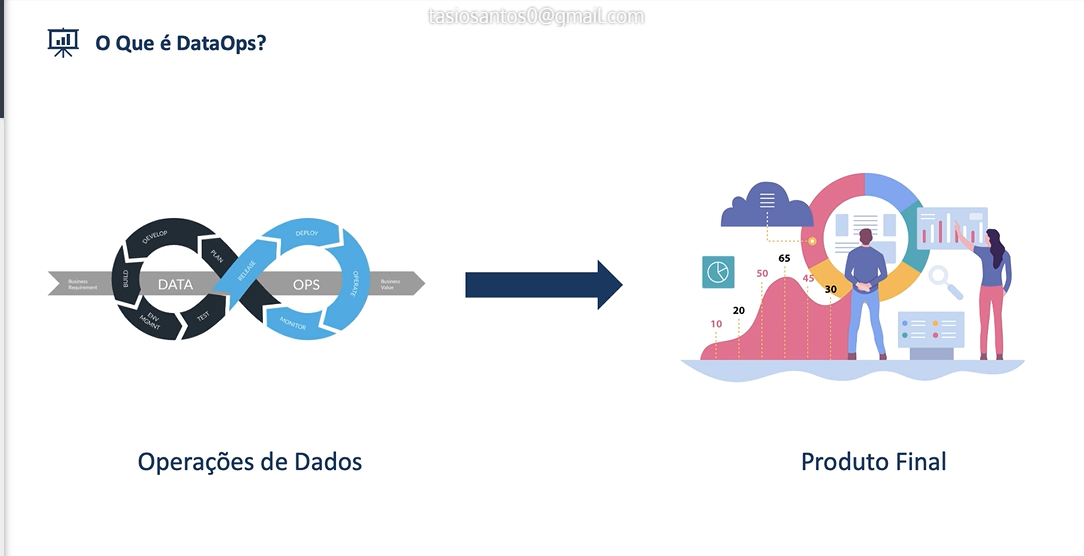 tasiosantos0@gmail.com
O Que é DataOps?
Business
Requirement
DEVELOP
BUILD
ENV
MGMNT
TEST
PLAN
DATA
RELEASE
DEPLOY
OPERATE
MONITOR
OPS
Business
Value
10
20
50
65
45
30
Operações de Dados
Produto Final